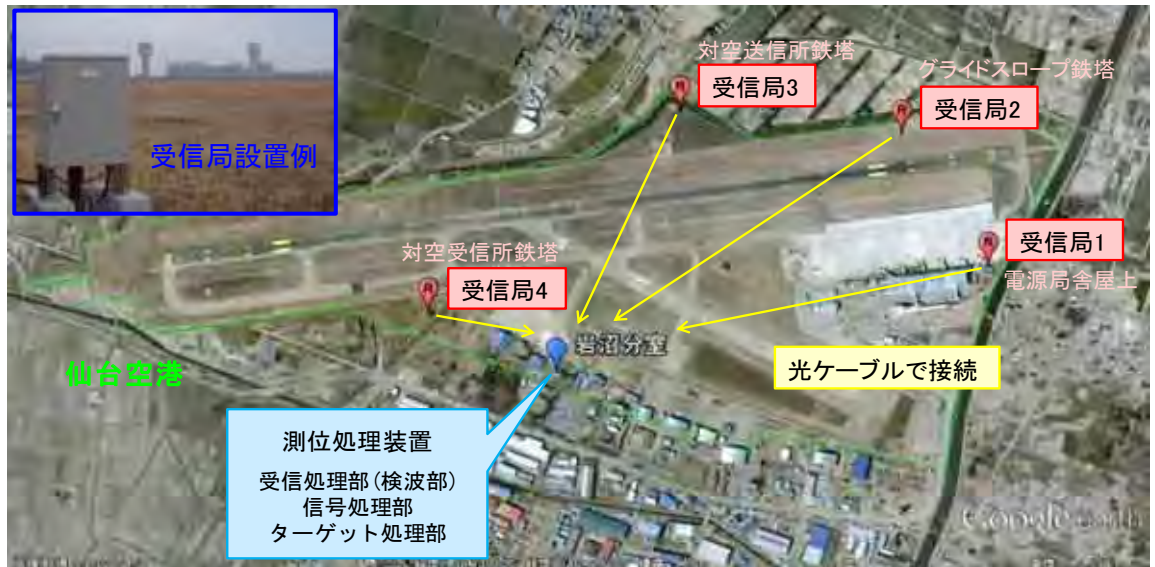 対空送信所鉄塔
受信局3
グライドスロープ鉄塔
受信局2
受信局設置例
受信局1
電源局舎屋上
対空受信所鉄塔
受信局4
岩沼分室
光ケーブルで接続
仙台空港
測位処理装置
受信処理部(検波部)
信号処理部
ターゲット処理部
Google earth